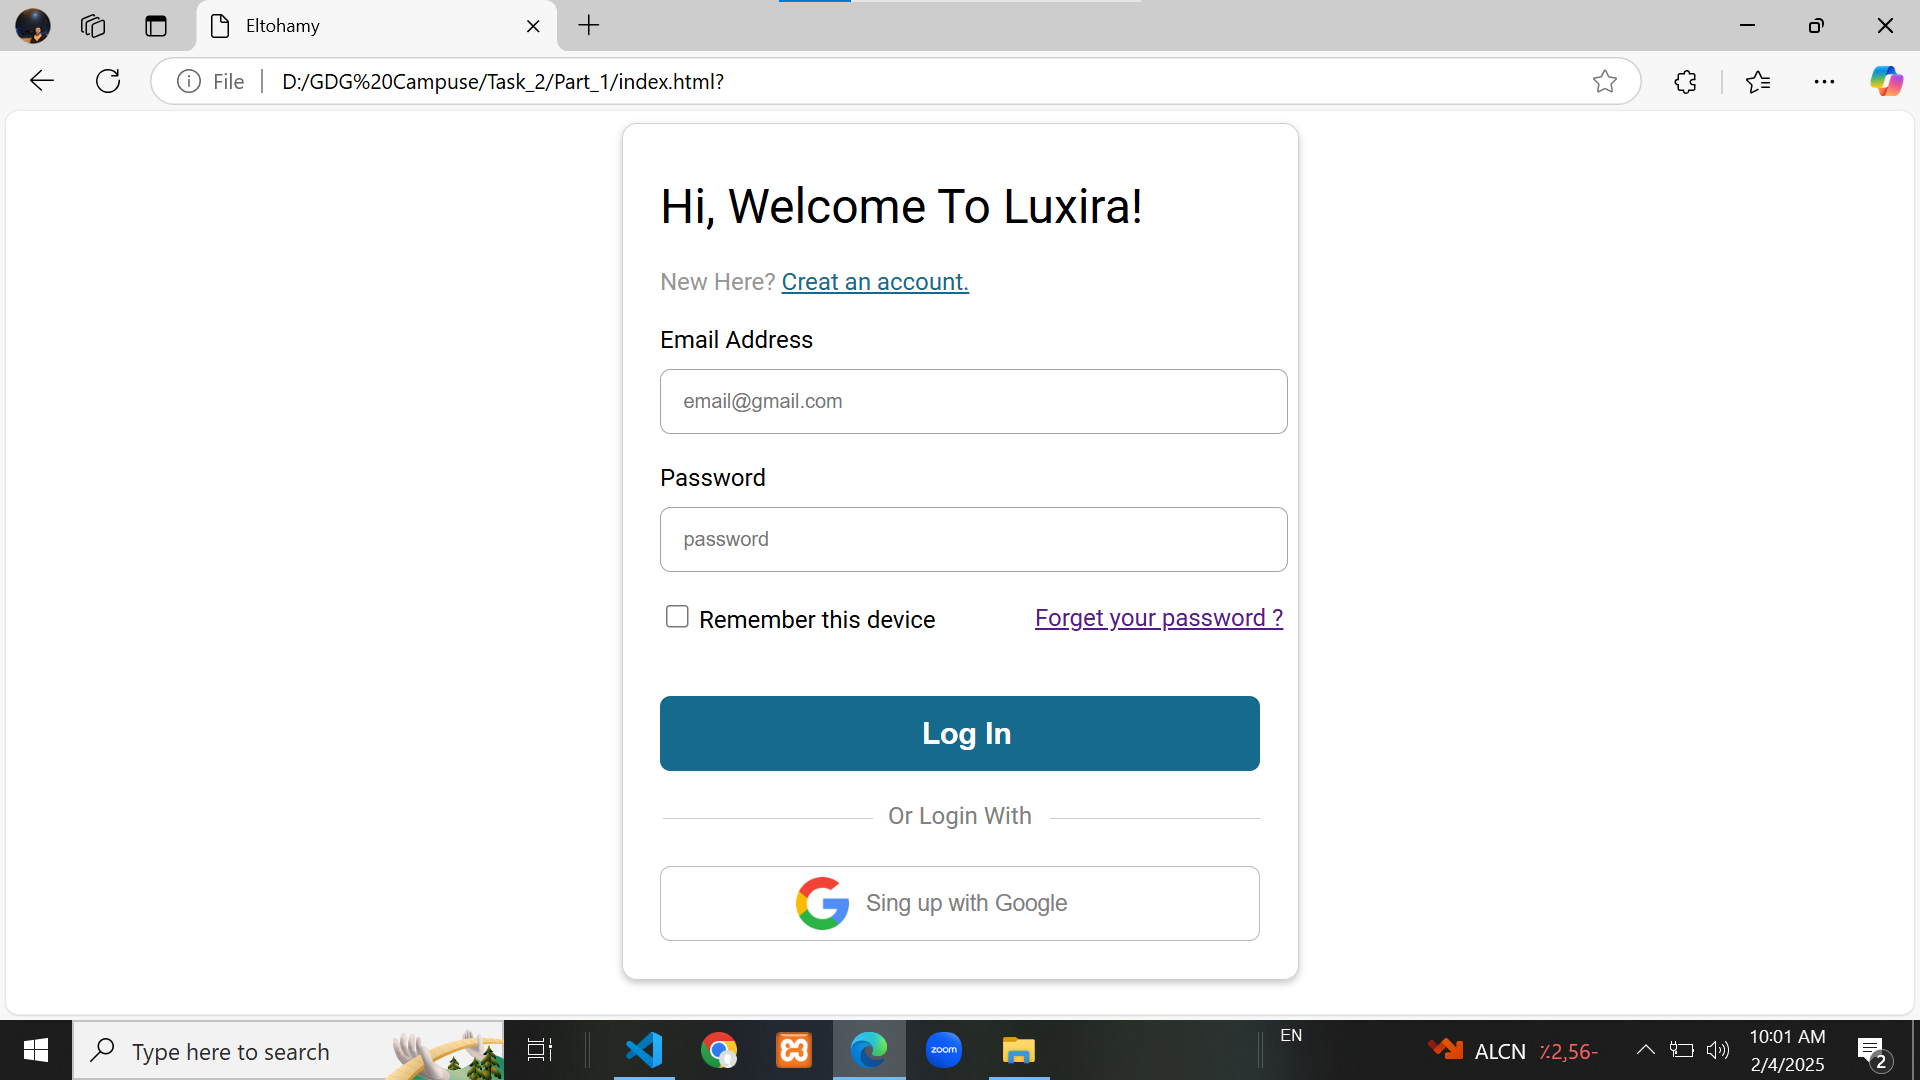 Eltohamy
File
D:/GDG%20Campuse/Task_2/Part_1/index.html?
Hi, Welcome To Luxira!
New Here? Creat an account.
Email Address
email@gmail.com
Password
password
Remember this device
Forget your password ?
Log In
Or Login With
Sing up with Google
Type here to search
zoom
EN
ALCN
٪2,56-
10:01 AM
2/4/2025
2